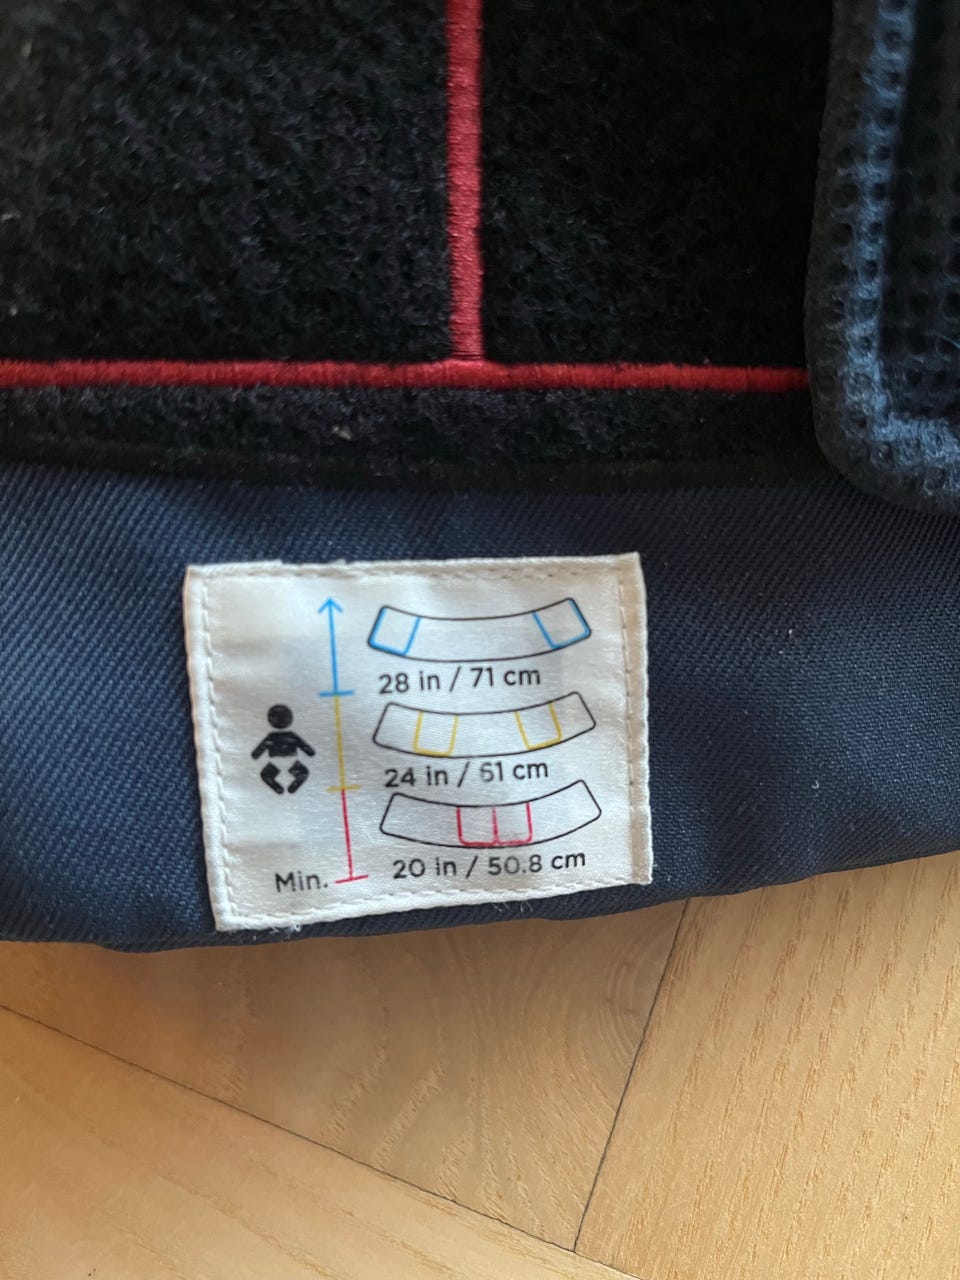 28 in / 71 cm
24 in / 61 cm
20 in / 50.8 cm
Min.